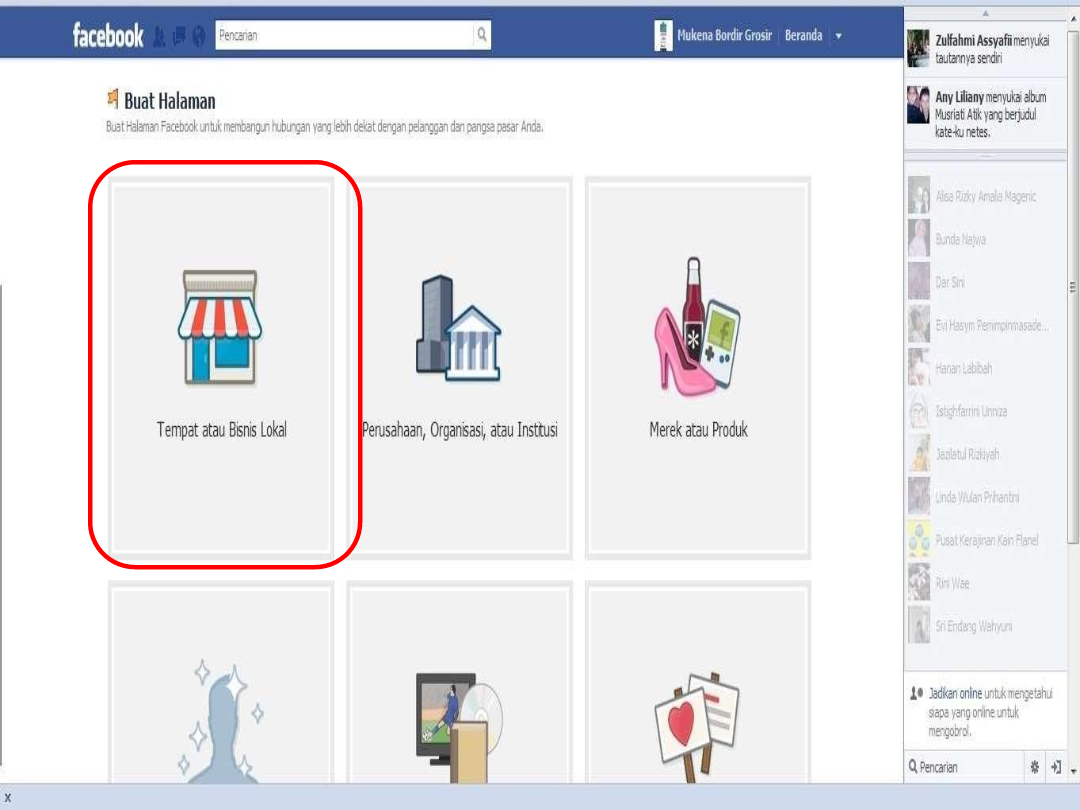 facebook
Pencarian
Mukena Bordir Grosir
Beranda
Buat Halaman
Buat Halaman Facebook untuk membangun hubungan yang lebih dekat dengan pelanggan dan pangsa pasar Anda.
Tempat atau Bisnis Lokal
Perusahaan, Organisasi, atau Institusi
Merek atau Produk
Zulfahmi Assyafii menyukai
tautannya sendiri
Any Liliany menyukai album
Musriati Atik yang berjudul
kate-ku netes.
Alisa Rizky Amalia Magenic
Bunda Najwa
Dar Sini
Evi Hasym Pemimpinmasade...
Hanan Labibah
Istighfarrini Unniza
Jazilatul Rizkiyah
Linda Wulan Prihantini
Pusat Kerajinan Kain Flanel
Rini Wae
Sri Endang Wahyuni
Jadikan online untuk mengetahui
siapa yang online untuk
mengobrol.
Pencarian
x